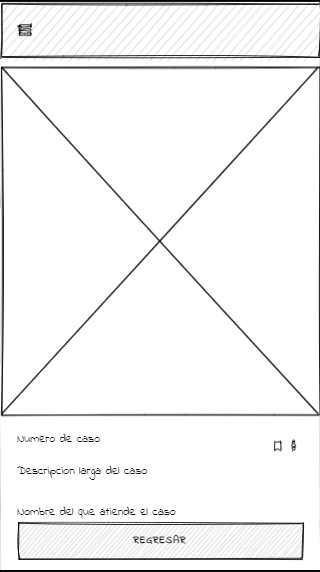 Numero de caso
Descripcion larga del caso
Nombre del que atiende el caso
REGRESAR